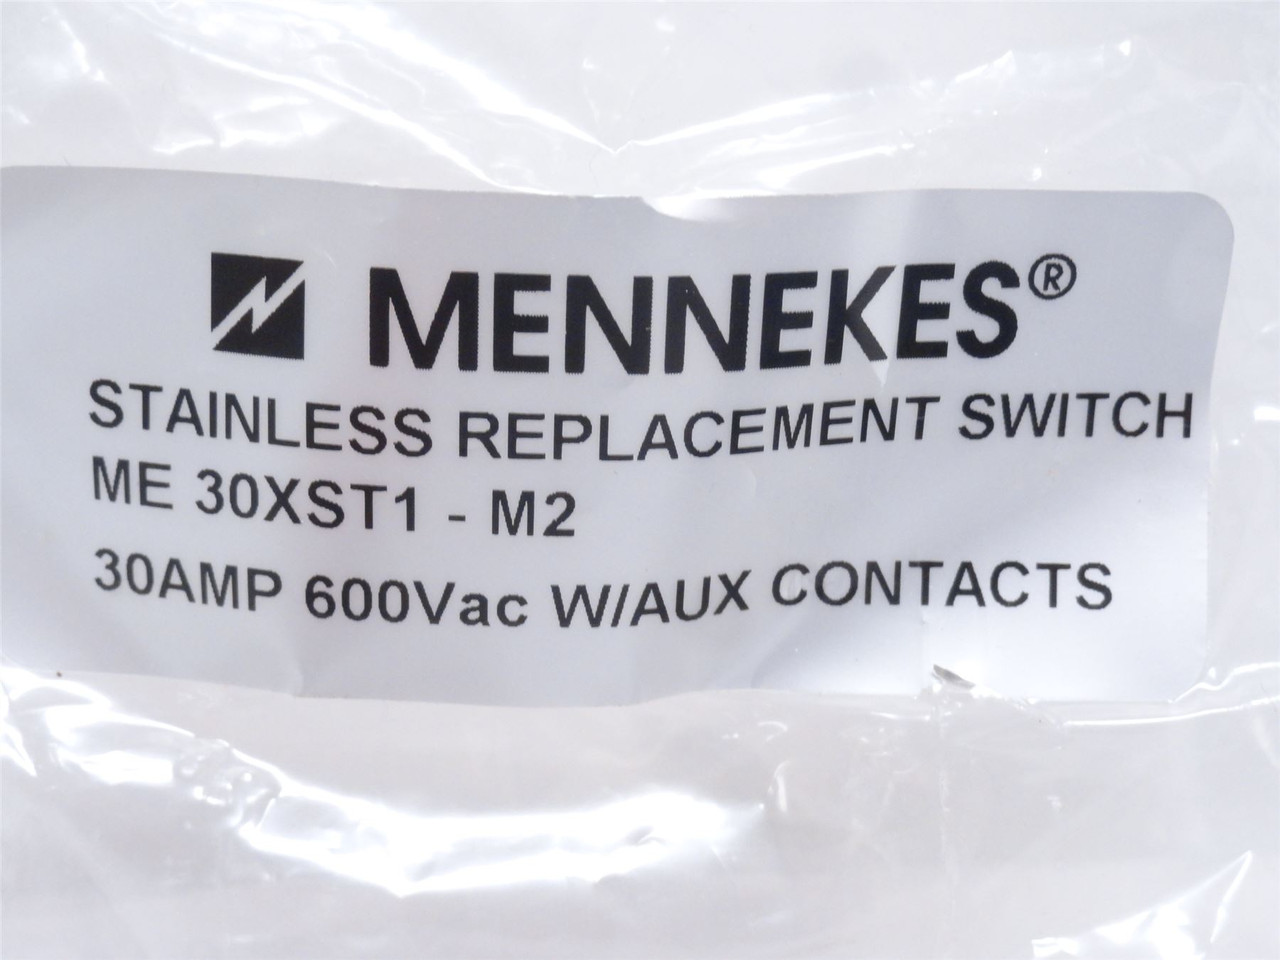 MENNEKES®
STAINLESS REPLACEMENT SWITCH
ME 30XST1 - M2
30AMP 600Vac W/AUX CONTACTS